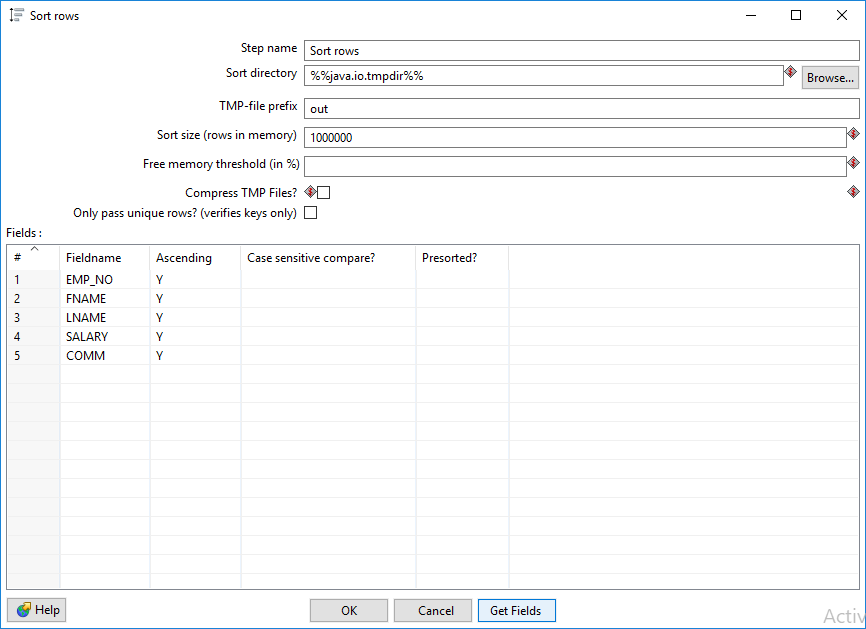 Sort rows
Step name Sort rows
Sort directory %%java.io.tmpdir%% Browse...
TMP-file prefix out
Sort size (rows in memory) 1000000
Free memory threshold (in %)
Compress TMP Files?
Only pass unique rows? (verifies keys only)
Fields :
# Fieldname Ascending Case sensitive compare? Presorted?
1 EMP_NO Y
2 FNAME Y
3 LNAME Y
4 SALARY Y
5 COMM Y
Help OK Cancel Get Fields
Activ